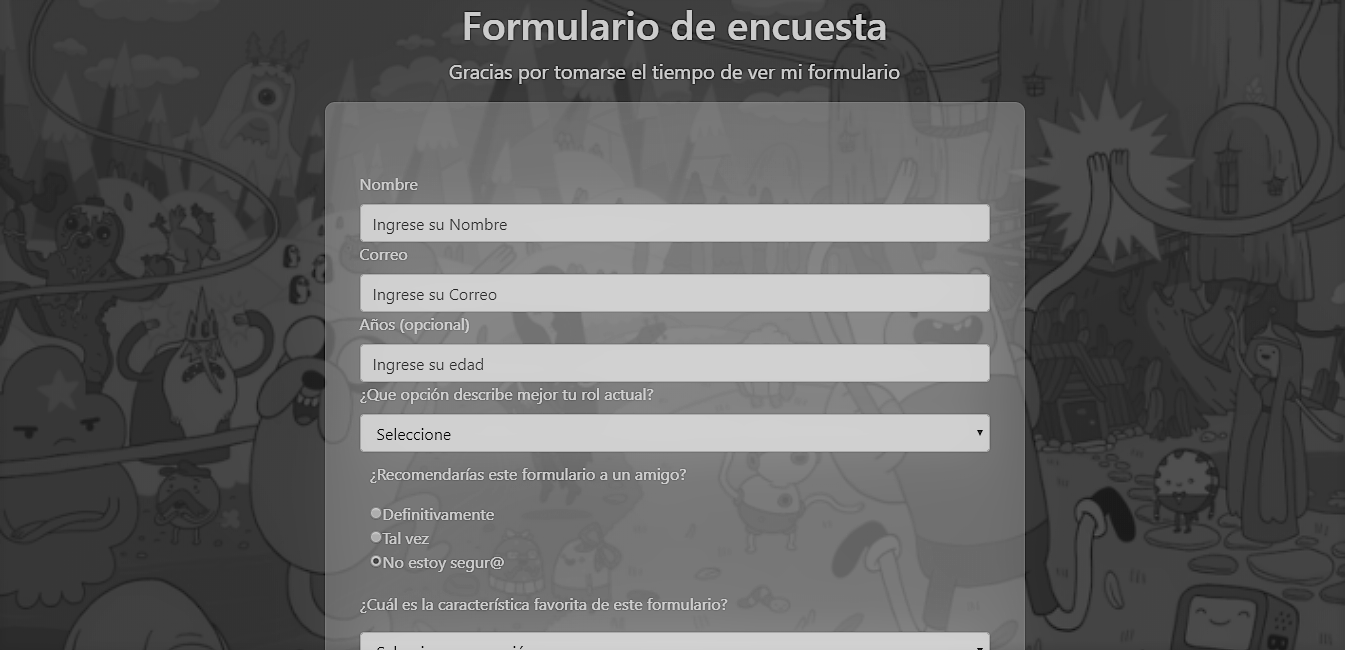 Formulario de encuesta
Gracias por tomarse el tiempo de ver mi formulario
Nombre
Ingrese su Nombre
Correo
Ingrese su Correo
Años (opcional)
Ingrese su edad
¿Que opción describe mejor tu rol actual?
Seleccione
¿Recomendarías este formulario a un amigo?
Definitivamente
Tal vez
No estoy segur@
¿Cuál es la característica favorita de este formulario?